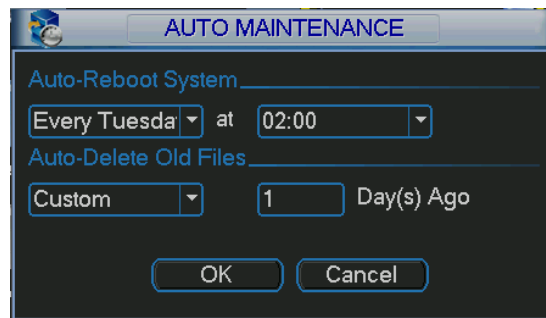 AUTO MAINTENANCE
Auto-Reboot System
Every Tuesda at 02:00
Auto-Delete Old Files
Custom 1 Day(s) Ago
OK Cancel